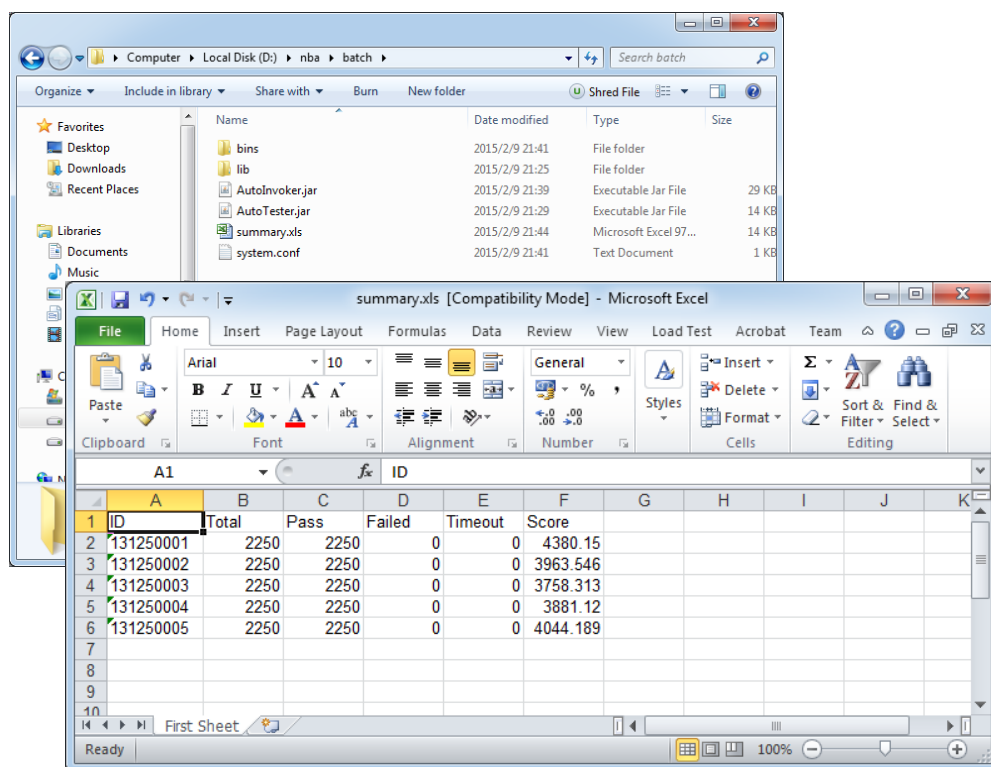 Computer Local Disk (D:) nba batch Search batch
Organize Include in library Share with Burn New folder Shred File
Name Date modified Type Size
Favorites
Desktop
Downloads
Recent Places
Libraries
Documents
Music
bins 2015/2/9 21:41 File folder
lib 2015/2/9 21:25 File folder
AutoInvoker.jar 2015/2/9 21:39 Executable Jar File 29 KB
AutoTester.jar 2015/2/9 21:29 Executable Jar File 14 KB
summary.xls 2015/2/9 21:44 Microsoft Excel 97... 14 KB
system.conf 2015/2/9 21:41 Text Document 1 KB
summary.xls [Compatibility Mode] - Microsoft Excel
File Home Insert Page Layout Formulas Data Review View Load Test Acrobat Team
Arial 10 General Insert
B I U A A % , Delete
Paste Styles Format Sort & Find &
Filter Select
Clipboard Font Alignment Number Cells Editing
A1 fx ID
A B C D E F G H I J K
1 ID Total Pass Failed Timeout Score
2 131250001 2250 2250 0 0 4380.15
3 131250002 2250 2250 0 0 3963.546
4 131250003 2250 2250 0 0 3758.313
5 131250004 2250 2250 0 0 3881.12
6 131250005 2250 2250 0 0 4044.189
7
8
9
10
First Sheet
Ready 100%